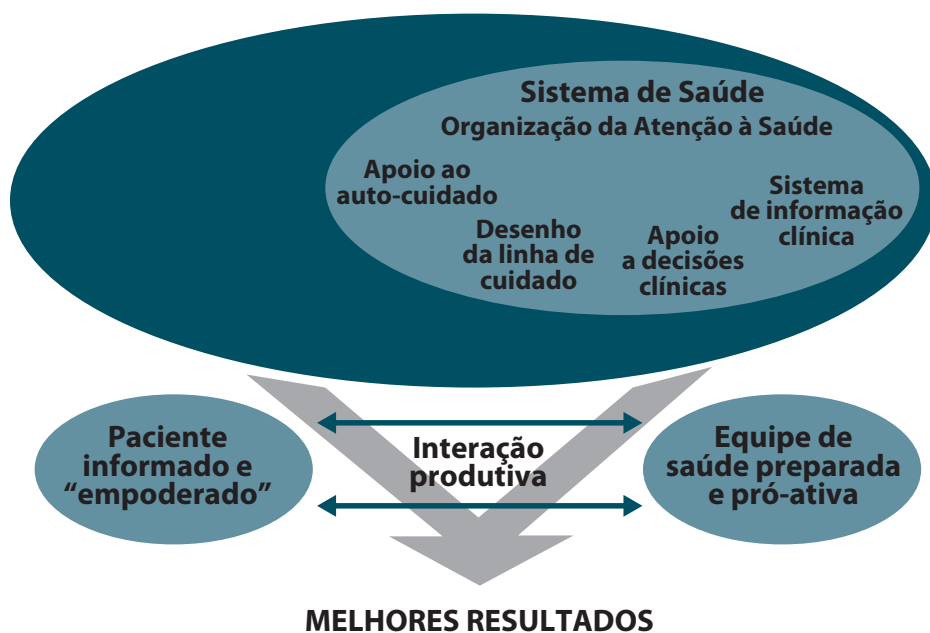 Sistema de Saúde
Organização da Atenção à Saúde
Apoio ao
auto-cuidado
Desenho
da linha de
cuidado
Apoio
a decisões
clínicas
Sistema
de informação
clínica
Paciente
informado e
“empoderado”
Interação
produtiva
Equipe de
saúde preparada
e pró-ativa
MELHORES RESULTADOS